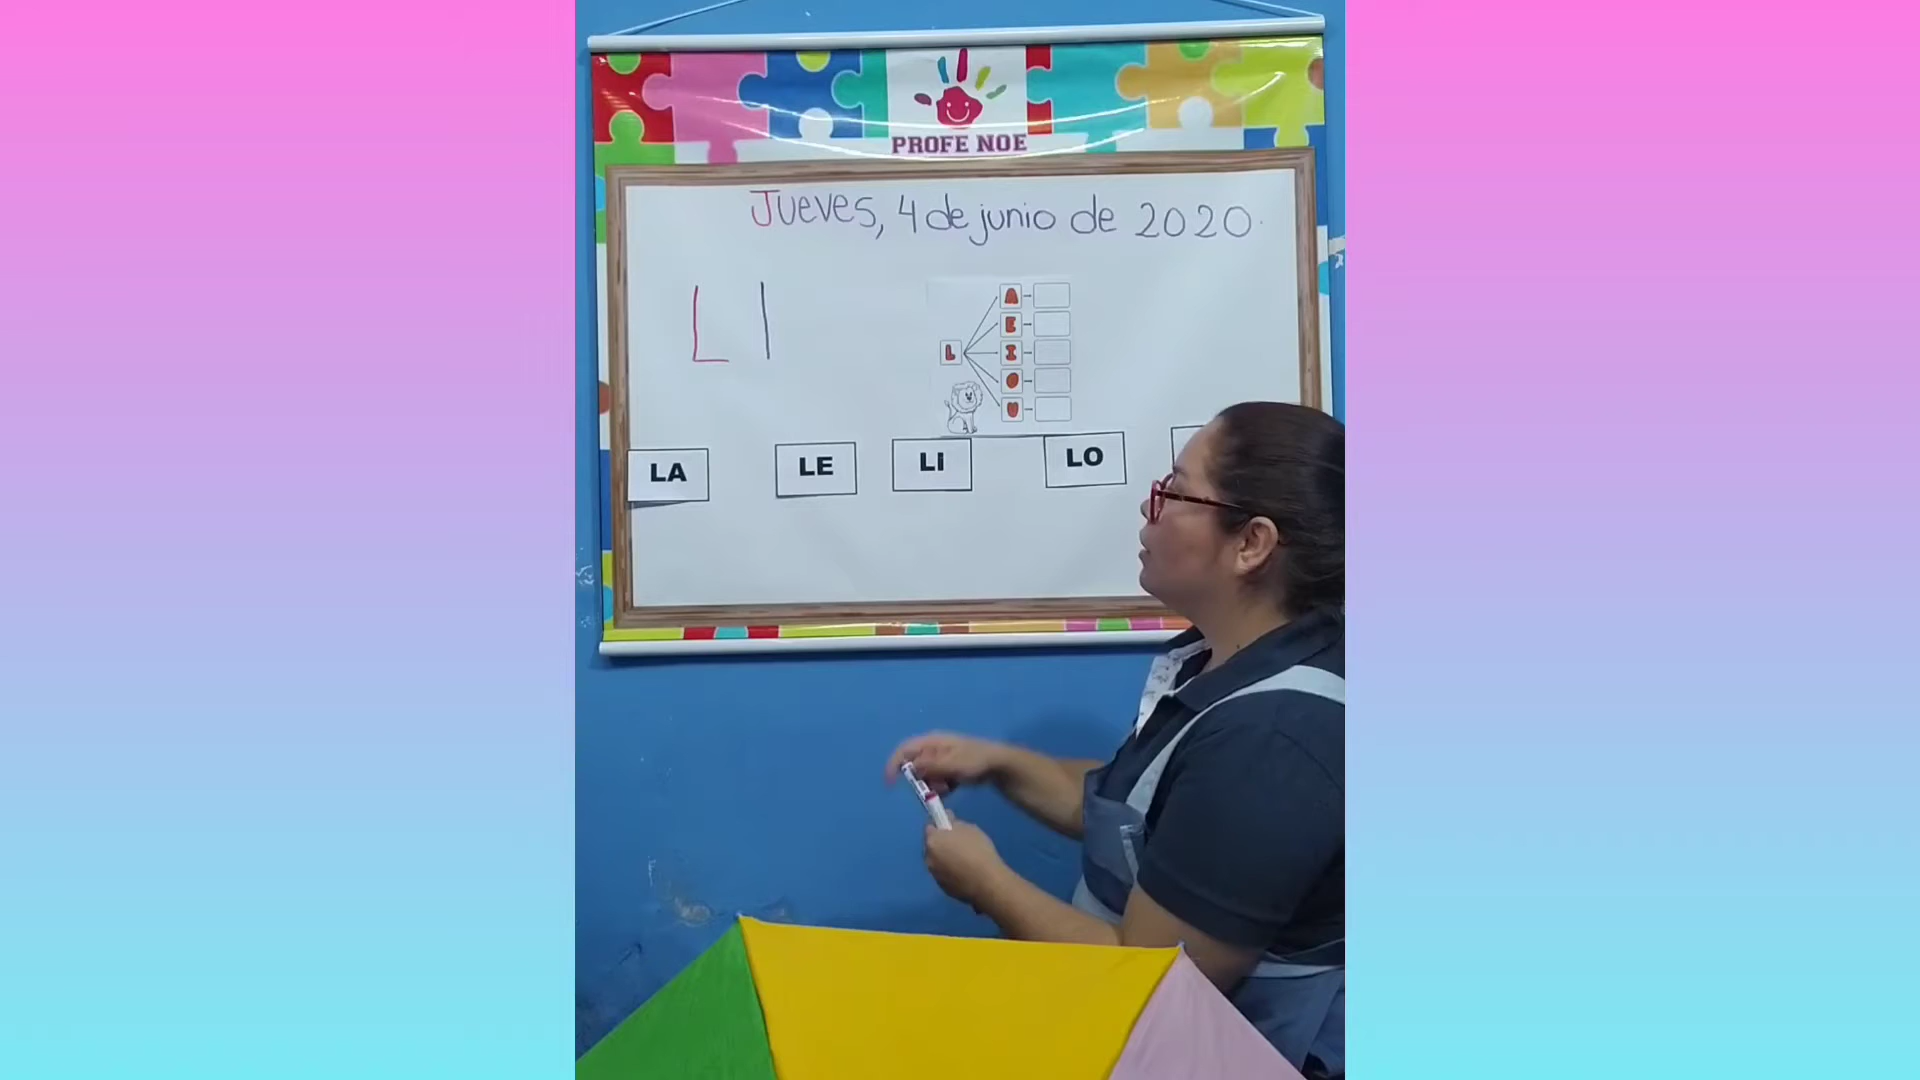 PROFE NOE
Jueves, 4 de junio de 2020.
L l
A
E
L I
O
U
LA LE Li LO